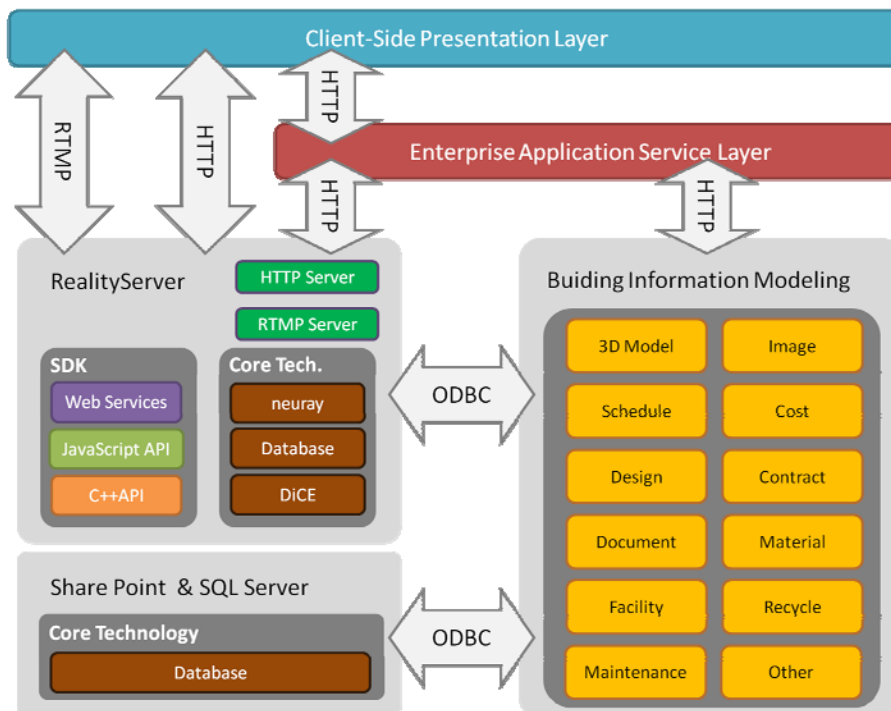 Client-Side Presentation Layer
RTMP
HTTP
HTTP
Enterprise Application Service Layer
HTTP
HTTP
RealityServer
HTTP Server
RTMP Server
SDK
Web Services
JavaScript API
C++API
Core Tech.
neuray
Database
DiCE
ODBC
Buiding Information Modeling
3D Model
Image
Schedule
Cost
Design
Contract
Document
Material
Facility
Recycle
Maintenance
Other
Share Point & SQL Server
Core Technology
Database
ODBC